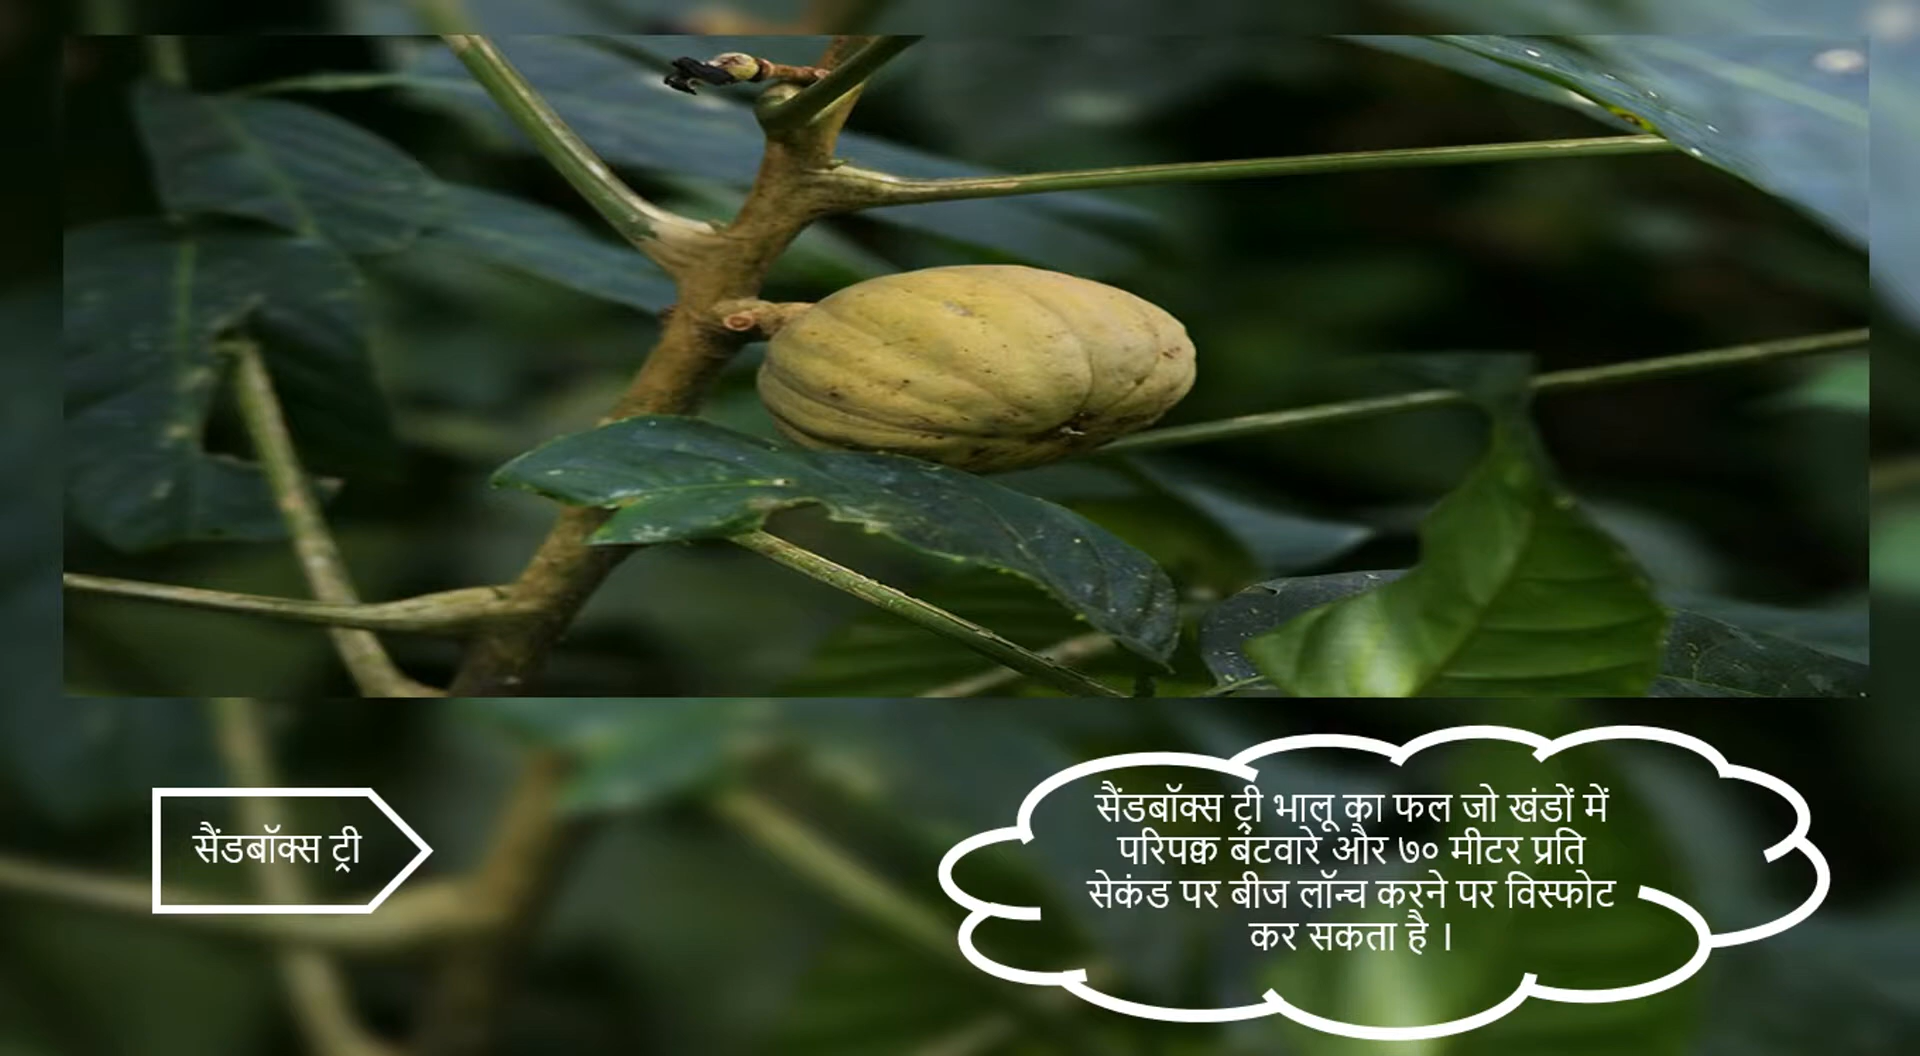 सैंडबॉक्स ट्री
सैंडबॉक्स ट्री भालू का फल जो खंडों में
परिपक्व बंटवारे और ७० मीटर प्रति
सेकंड पर बीज लॉन्च करने पर विस्फोट
कर सकता है ।